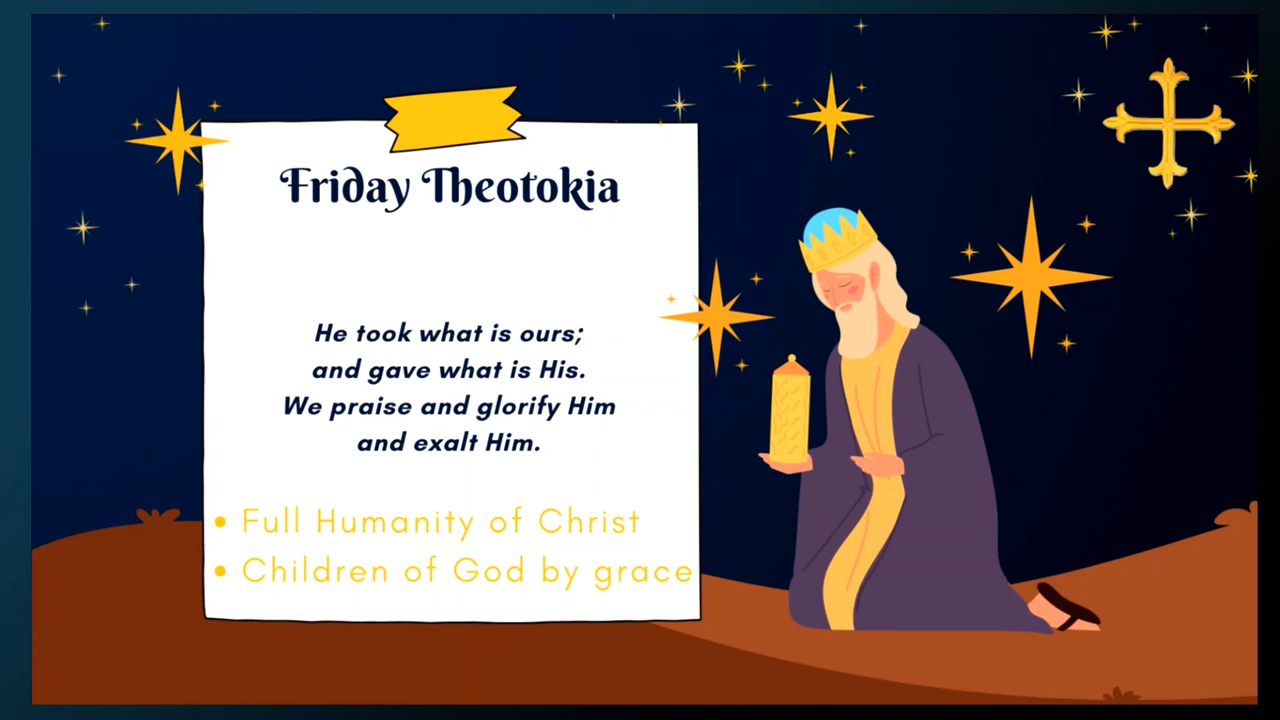 Friday Theotokia
He took what is ours;
and gave what is His.
We praise and glorify Him
and exalt Him.
• Full Humanity of Christ
• Children of God by grace